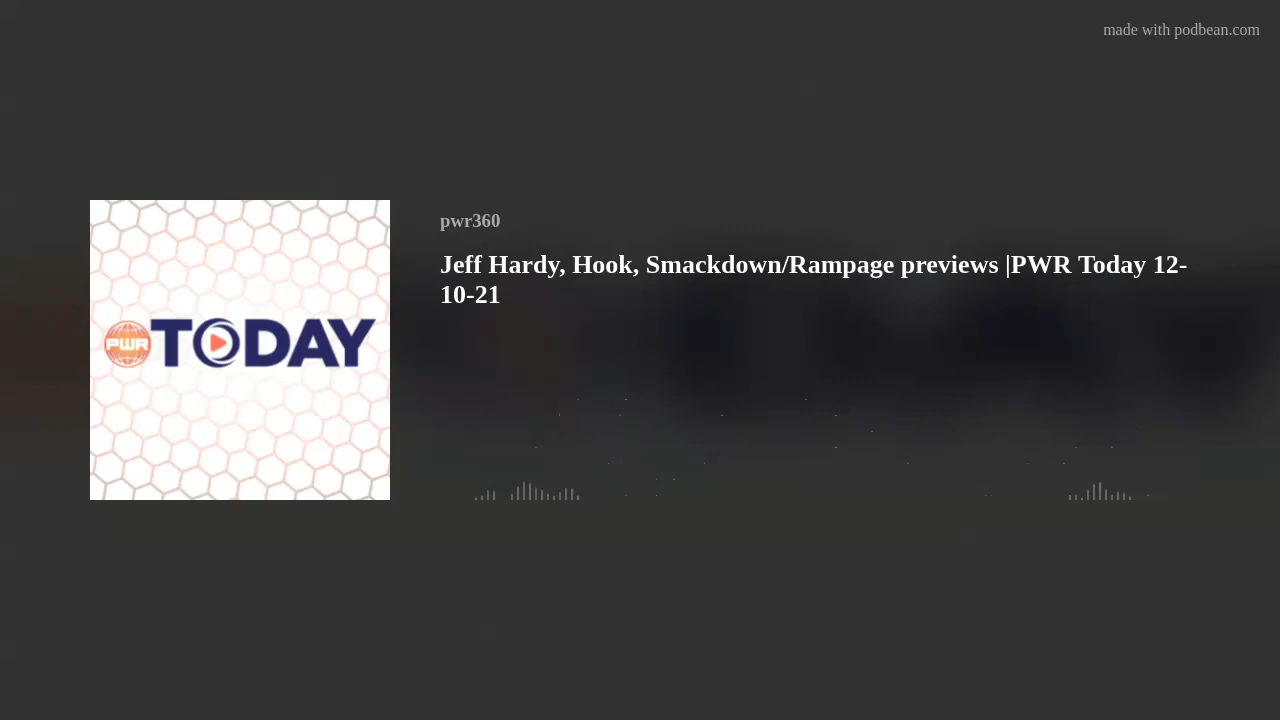 made with podbean.com
pwr360
Jeff Hardy, Hook, Smackdown/Rampage previews |PWR Today 12-
10-21
PWR TODAY